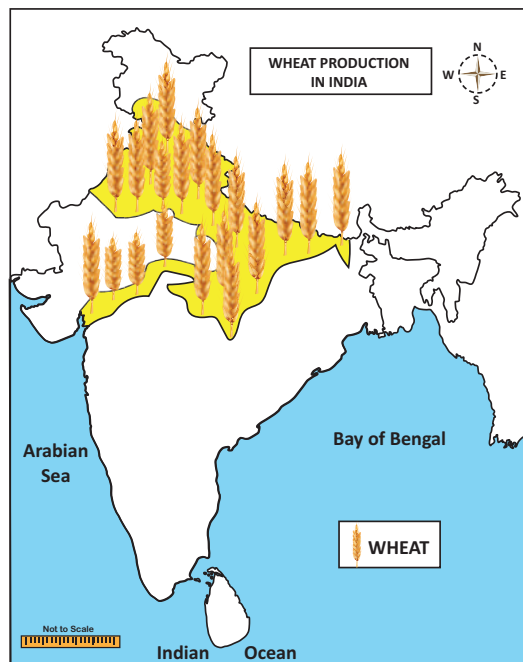 WHEAT PRODUCTION
IN INDIA
N
W E
S
Arabian
Sea
Bay of Bengal
WHEAT
Not to Scale
Indian Ocean